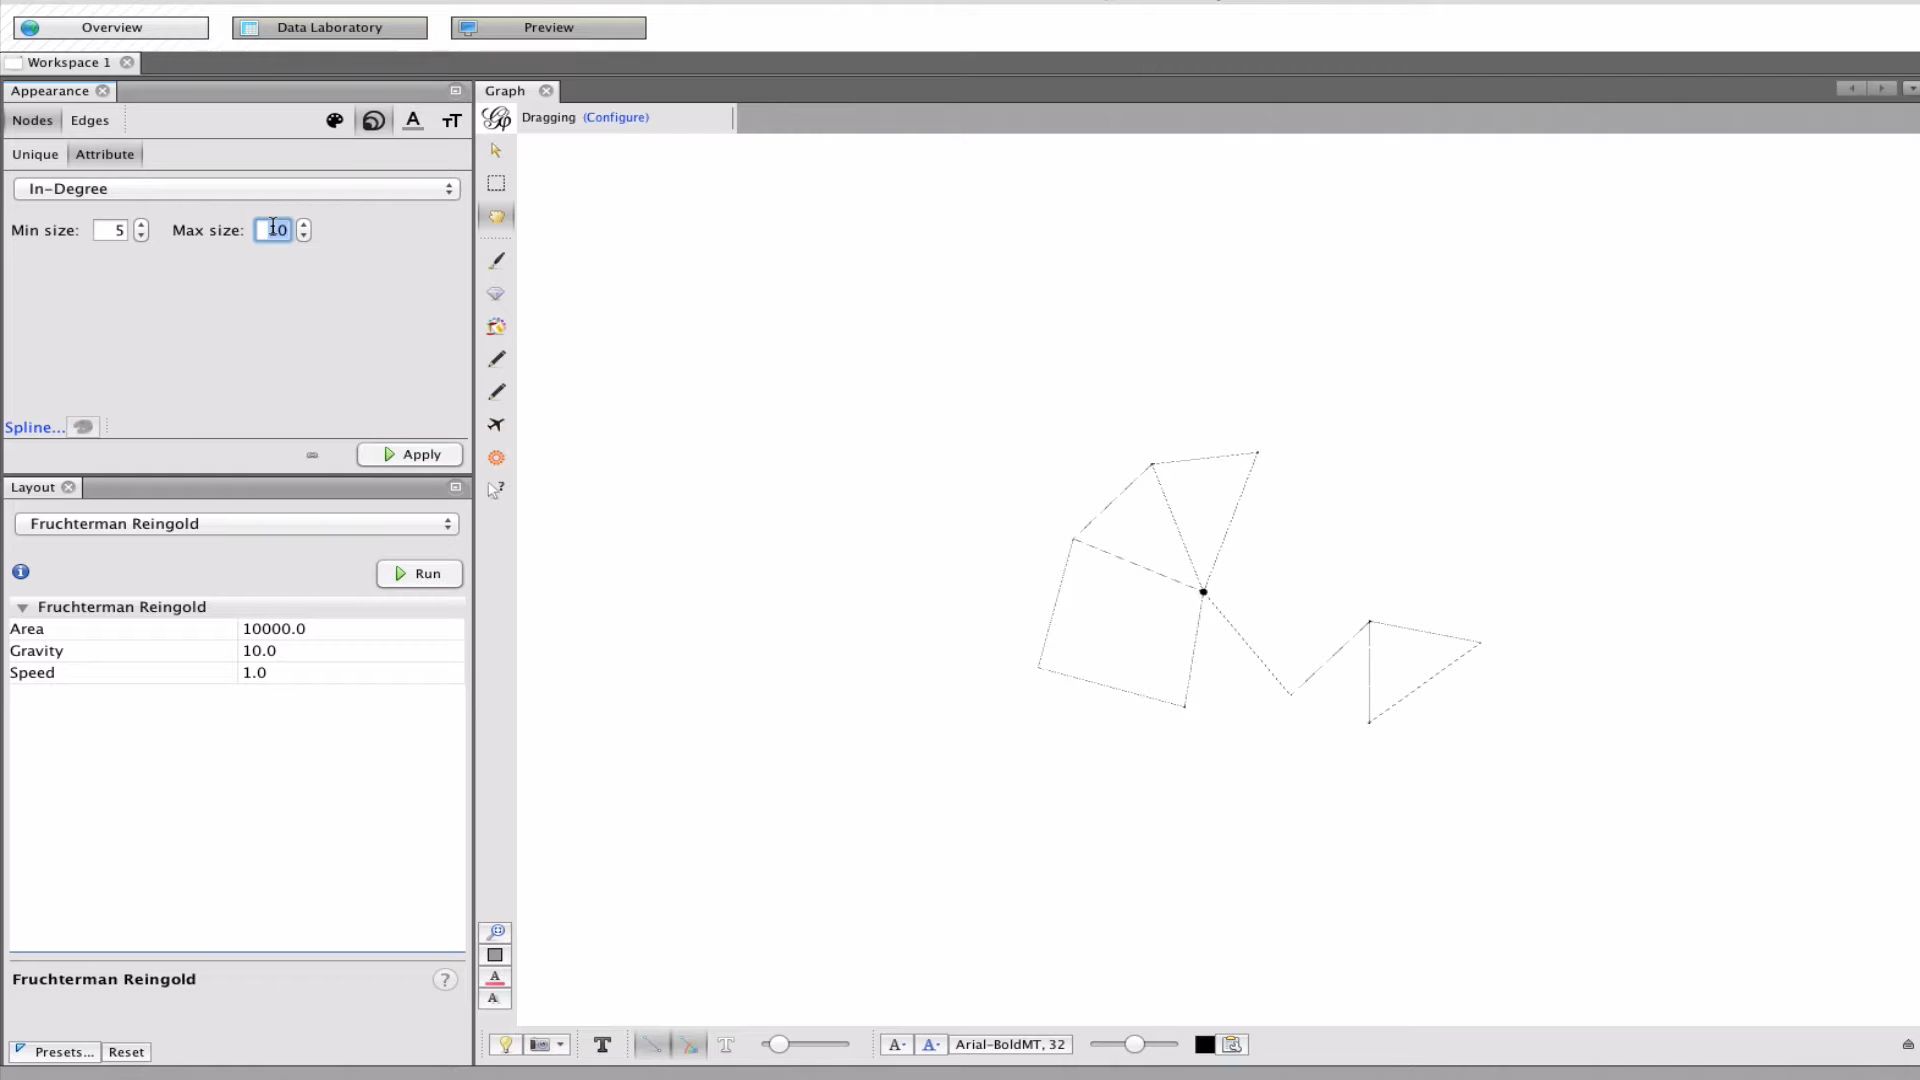 Overview Data Laboratory Preview
Workspace 1
Appearance
Graph
Nodes Edges A TT
Dragging (Configure)
Unique Attribute
In-Degree
Min size: 5 Max size: 10
Spline...
Apply
Layout
Fruchterman Reingold
Run
Fruchterman Reingold
Area 10000.0
Gravity 10.0
Speed 1.0
Fruchterman Reingold ?
A
A
T T A A Arial-BoldMT, 32
Presets... Reset